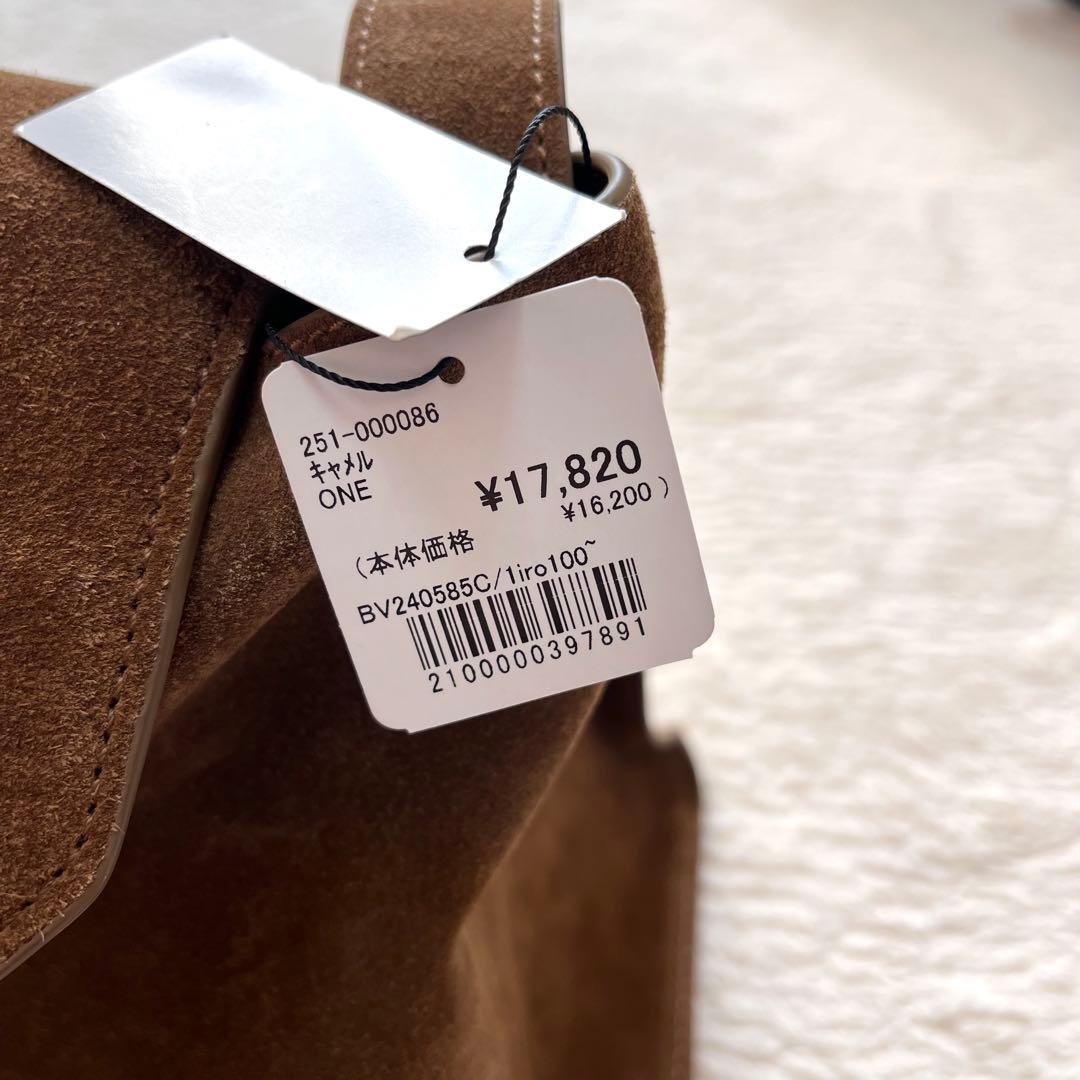 251-000086
キャメル
ONE
¥17,820
（本体価格 ¥16,200 ）
BV240585C/1iro100~
2100000397891